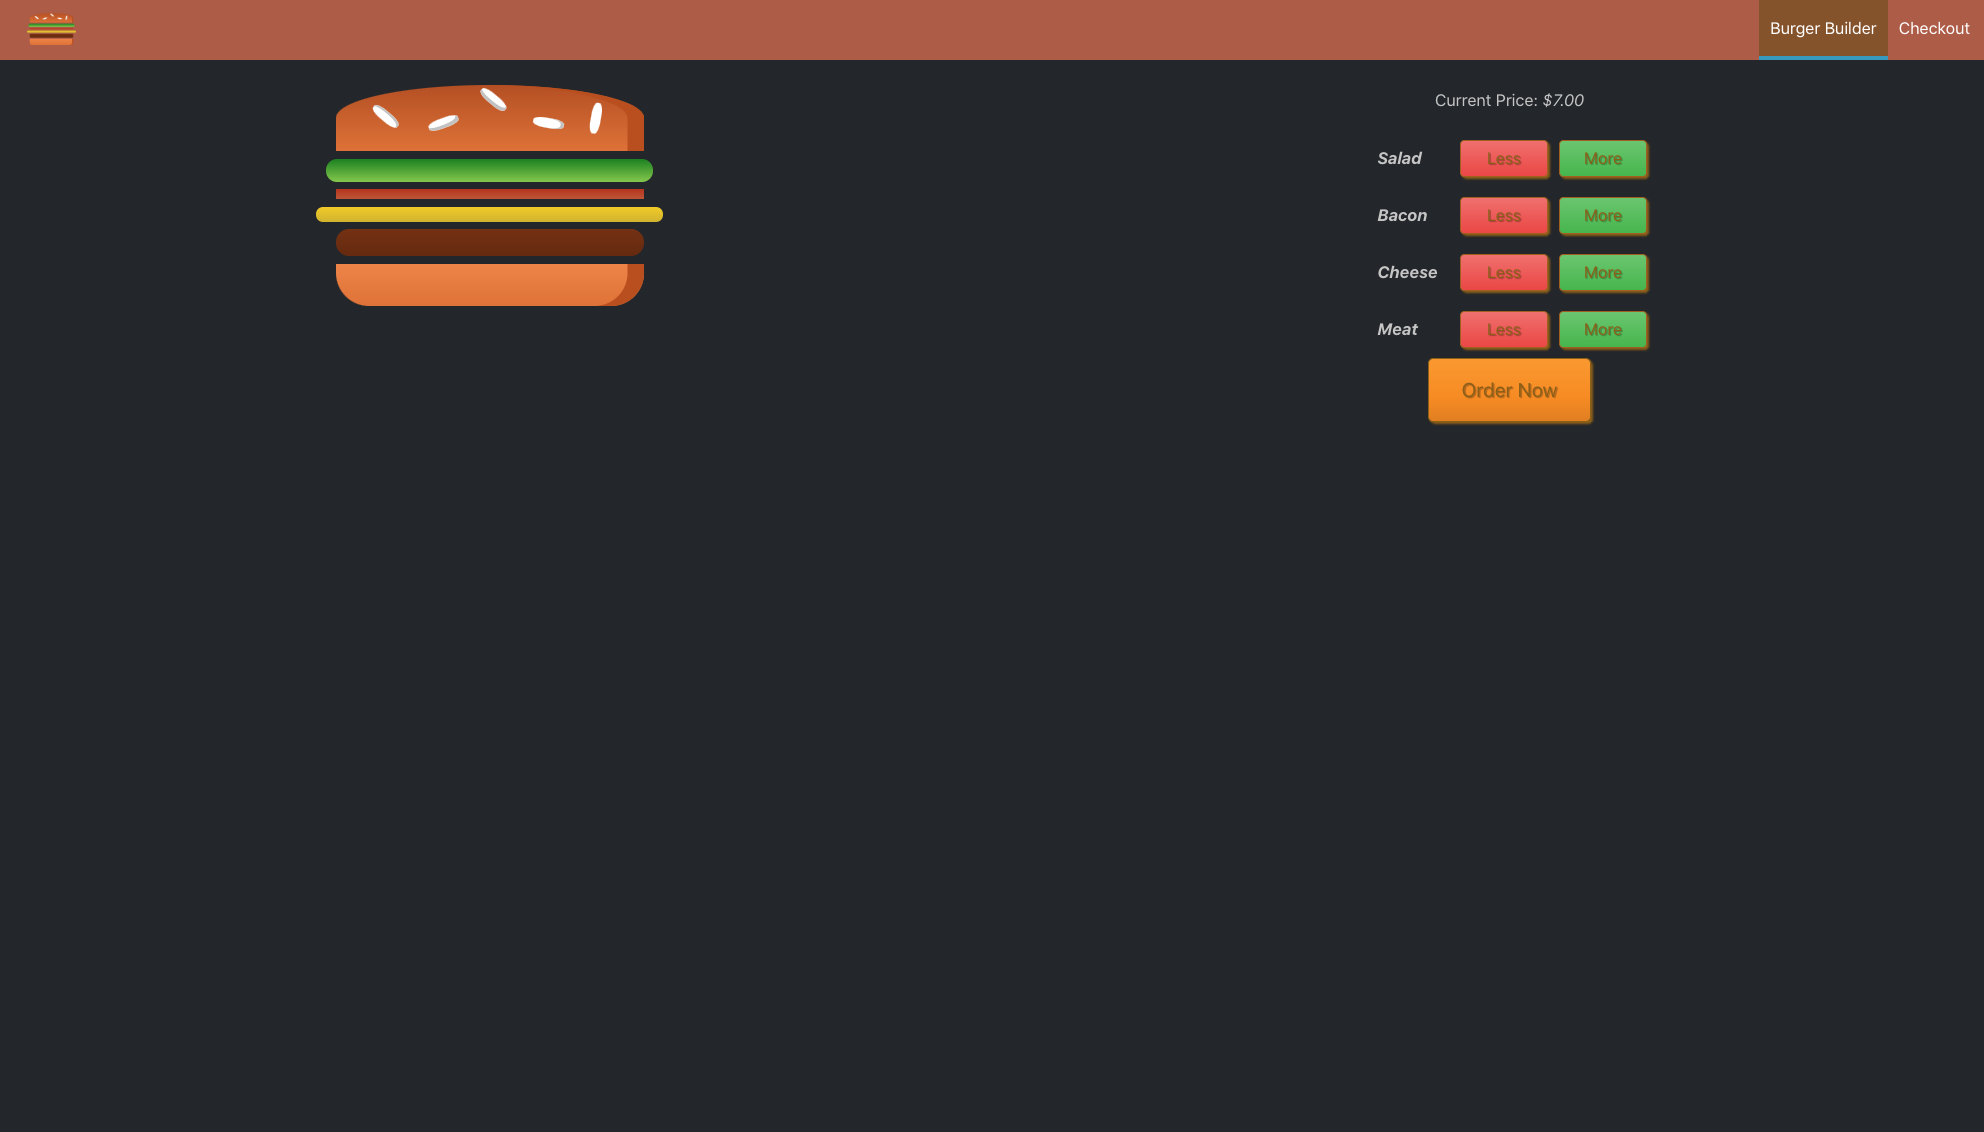 Burger Builder Checkout
Current Price: $7.00
Salad Less More
Bacon Less More
Cheese Less More
Meat Less More
Order Now